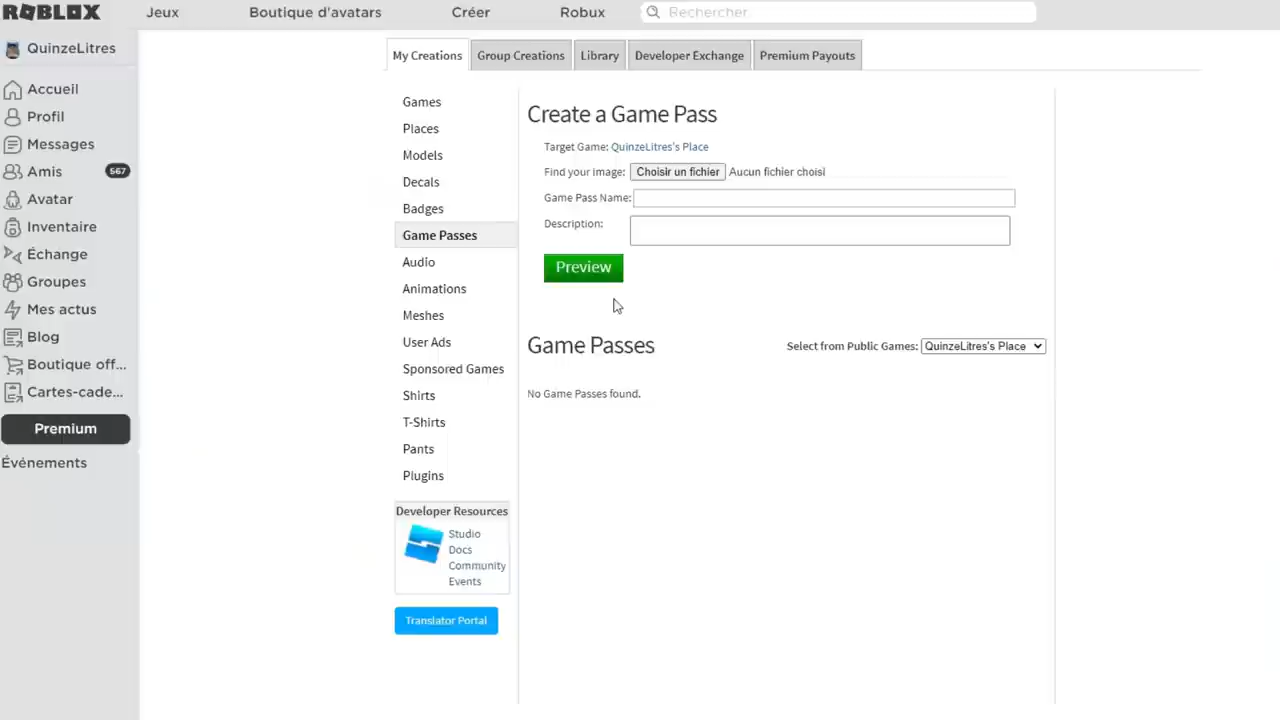 ROBLOX
Jeux
Boutique d'avatars
Créer
Robux
Rechercher
QuinzeLitres
Accueil
Profil
Messages
Amis
567
Avatar
Inventaire
Échange
Groupes
Mes actus
Blog
Boutique off...
Cartes-cade...
Premium
Événements
My Creations
Group Creations
Library
Developer Exchange
Premium Payouts
Games
Places
Models
Decals
Badges
Game Passes
Audio
Animations
Meshes
User Ads
Sponsored Games
Shirts
T-Shirts
Pants
Plugins
Developer Resources
Studio
Docs
Community
Events
Translator Portal
Create a Game Pass
Target Game: QuinzeLitres's Place
Find your image: Choisir un fichier Aucun fichier choisi
Game Pass Name:
Description:
Preview
Game Passes
Select from Public Games: QuinzeLitres's Place
No Game Passes found.